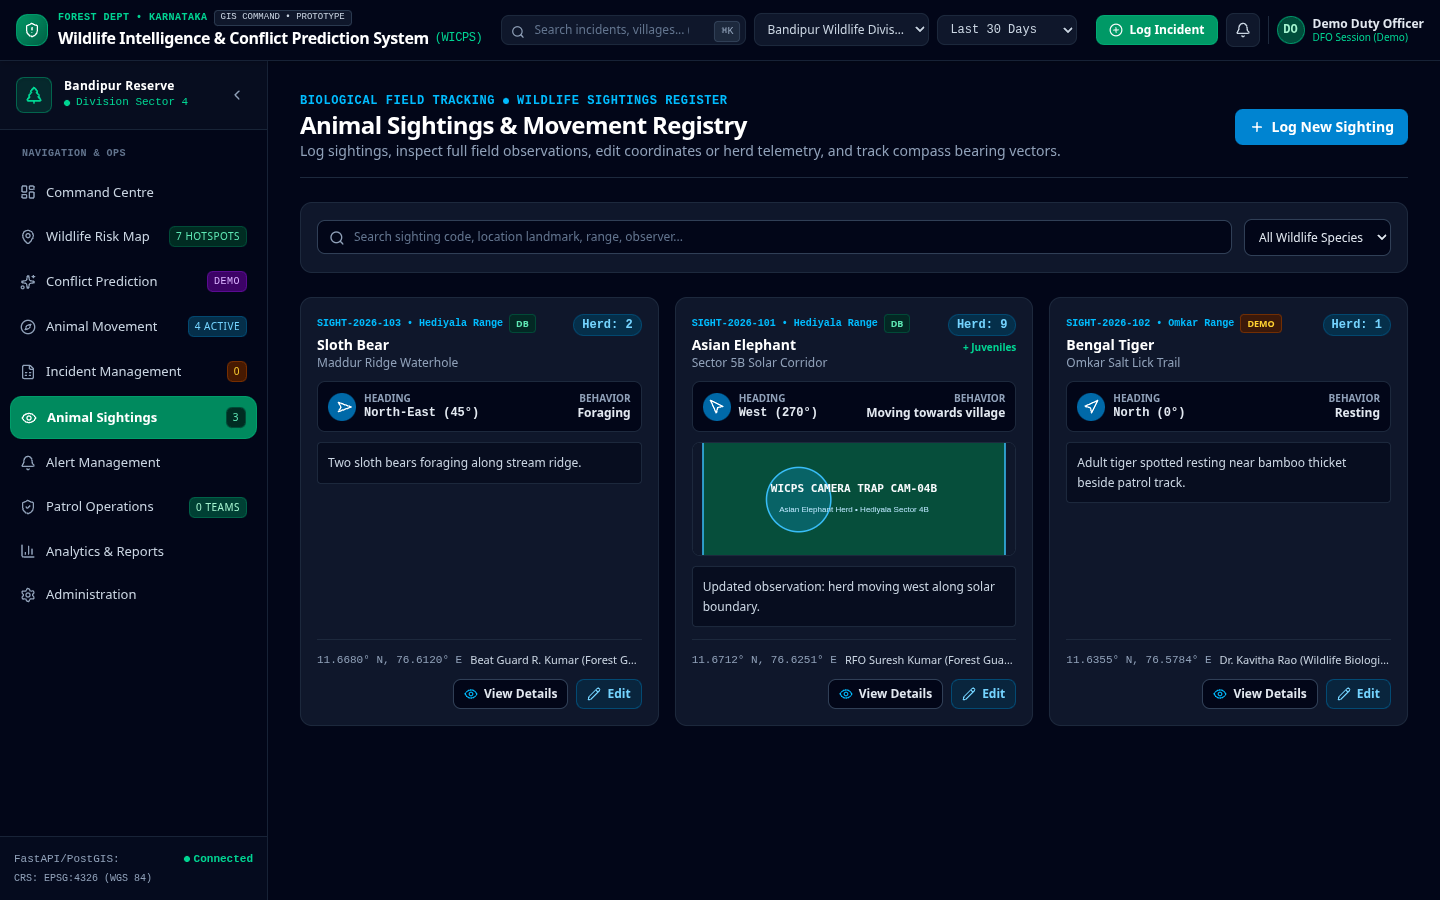 FOREST DEPT • KARNATAKA GIS COMMAND • PROTOTYPE
Wildlife Intelligence & Conflict Prediction System (WICPS)
Search incidents, villages...
⌘K
Bandipur Wildlife Divis...
Last 30 Days
Log Incident
DO
Demo Duty Officer
DFO Session (Demo)
Bandipur Reserve
Division Sector 4
NAVIGATION & OPS
Command Centre
Wildlife Risk Map 7 HOTSPOTS
Conflict Prediction DEMO
Animal Movement 4 ACTIVE
Incident Management 0
Animal Sightings 3
Alert Management
Patrol Operations 0 TEAMS
Analytics & Reports
Administration
FastAPI/PostGIS: Connected
CRS: EPSG:4326 (WGS 84)
BIOLOGICAL FIELD TRACKING ● WILDLIFE SIGHTINGS REGISTER
Animal Sightings & Movement Registry
Log sightings, inspect full field observations, edit coordinates or herd telemetry, and track compass bearing vectors.
Log New Sighting
Search sighting code, location landmark, range, observer...
All Wildlife Species
SIGHT-2026-103 • Hediyala Range DB Herd: 2
Sloth Bear
Maddur Ridge Waterhole
HEADING BEHAVIOR
North-East (45°) Foraging
Two sloth bears foraging along stream ridge.
11.6680° N, 76.6120° E Beat Guard R. Kumar (Forest G...
View Details Edit
SIGHT-2026-101 • Hediyala Range DB Herd: 9
Asian Elephant + Juveniles
Sector 5B Solar Corridor
HEADING BEHAVIOR
West (270°) Moving towards village
WICPS CAMERA TRAP CAM-04B
Asian Elephant Herd • Hediyala Sector 4B
Updated observation: herd moving west along solar
boundary.
11.6712° N, 76.6251° E RFO Suresh Kumar (Forest Gua...
View Details Edit
SIGHT-2026-102 • Omkar Range DEMO Herd: 1
Bengal Tiger
Omkar Salt Lick Trail
HEADING BEHAVIOR
North (0°) Resting
Adult tiger spotted resting near bamboo thicket
beside patrol track.
11.6355° N, 76.5784° E Dr. Kavitha Rao (Wildlife Biologi...
View Details Edit